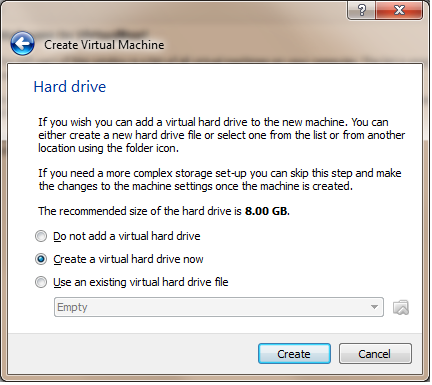 ?
Create Virtual Machine
Hard drive
If you wish you can add a virtual hard drive to the new machine. You can
either create a new hard drive file or select one from the list or from another
location using the folder icon.
If you need a more complex storage set-up you can skip this step and make
the changes to the machine settings once the machine is created.
The recommended size of the hard drive is 8.00 GB.
Do not add a virtual hard drive
Create a virtual hard drive now
Use an existing virtual hard drive file
Empty
Create
Cancel